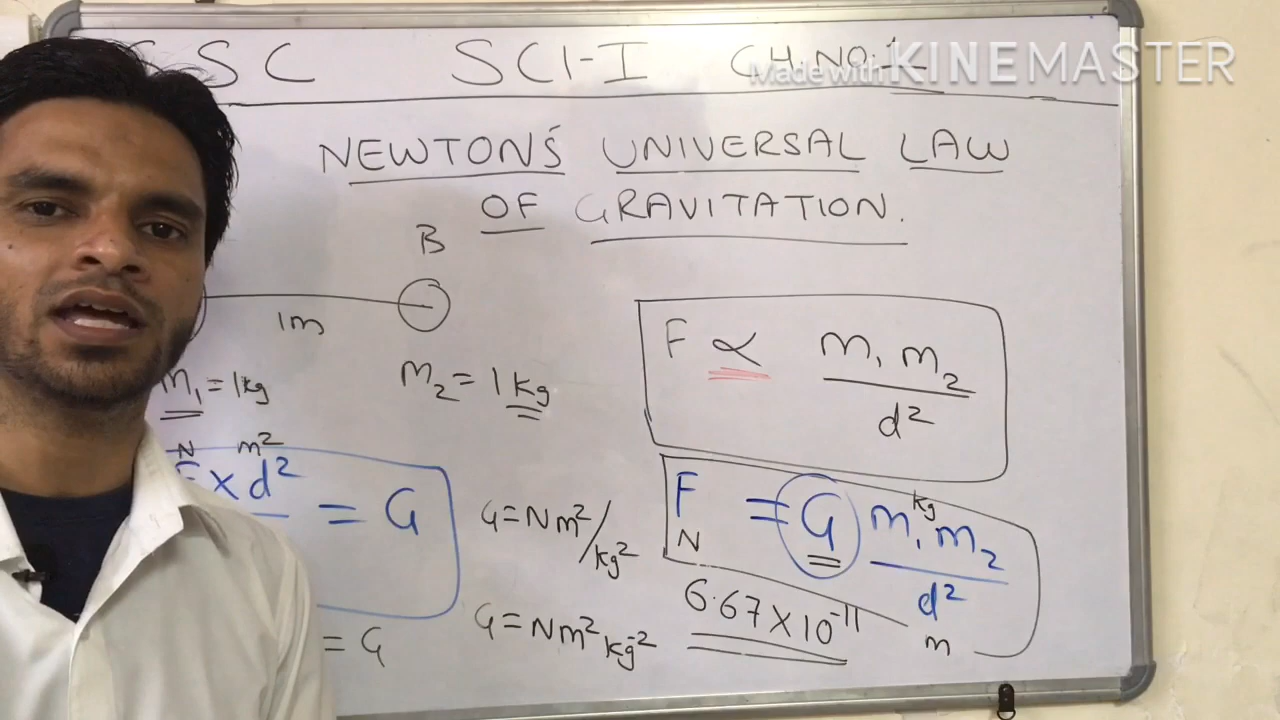 SSC SCI-I CH.NO:1
Made with KINEMASTER
NEWTON'S UNIVERSAL LAW
OF GRAVITATION.
B
1m
m₁ = 1kg
m₂ = 1kg
F ∝ m₁ m₂ / d²
N m²
F × d² = G
G = Nm²/kg²
F = G m₁ m₂ / d²
N
kg
m
6.67 × 10⁻¹¹
= G
G = Nm² kg⁻²